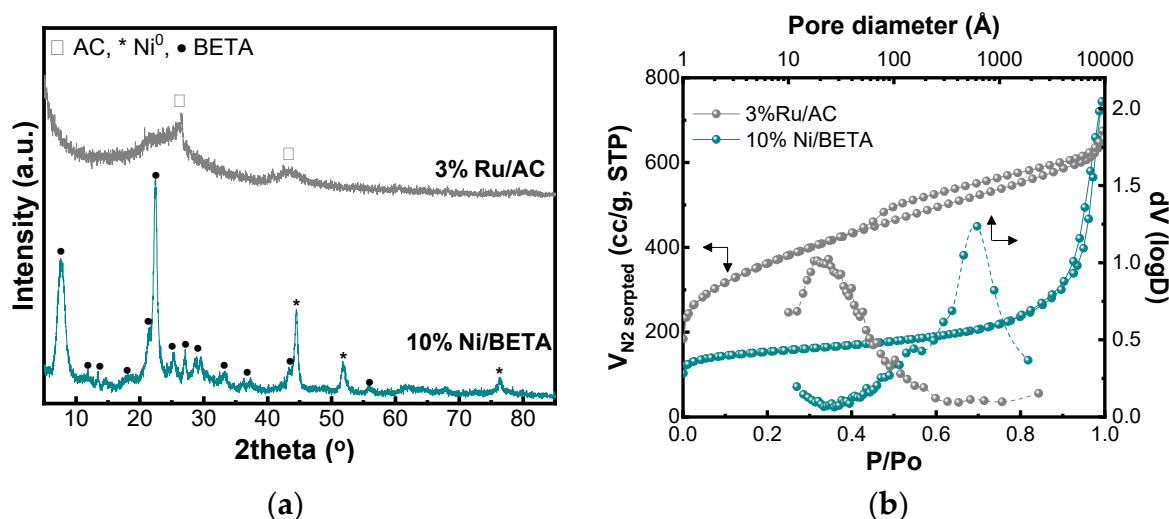 □ AC, * Ni⁰, ● BETA
3% Ru/AC
10% Ni/BETA
Intensity (a.u.)
10 20 30 40 50 60 70 80
2theta (º)
(a)
Pore diameter (Å)
1 10 100 1000 10000
3%Ru/AC
10% Ni/BETA
800
600
400
200
0
V_N2 sorpted (cc/g, STP)
2.0
1.5
1.0
0.5
0.0
dV (logD)
0.0 0.2 0.4 0.6 0.8 1.0
P/Po
(b)